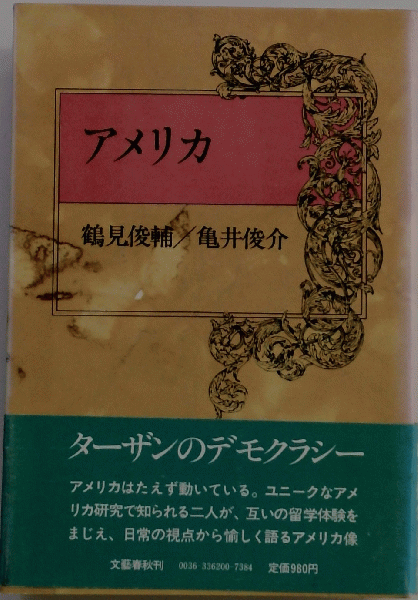 アメリカ
鶴見俊輔／亀井俊介
ターザンのデモクラシー
アメリカはたえず動いている。ユニークなアメ
リカ研究で知られる二人が、互いの留学体験を
まじえ、日常の視点から愉しく語るアメリカ像
文藝春秋刊 0036 336200 7384 定価980円